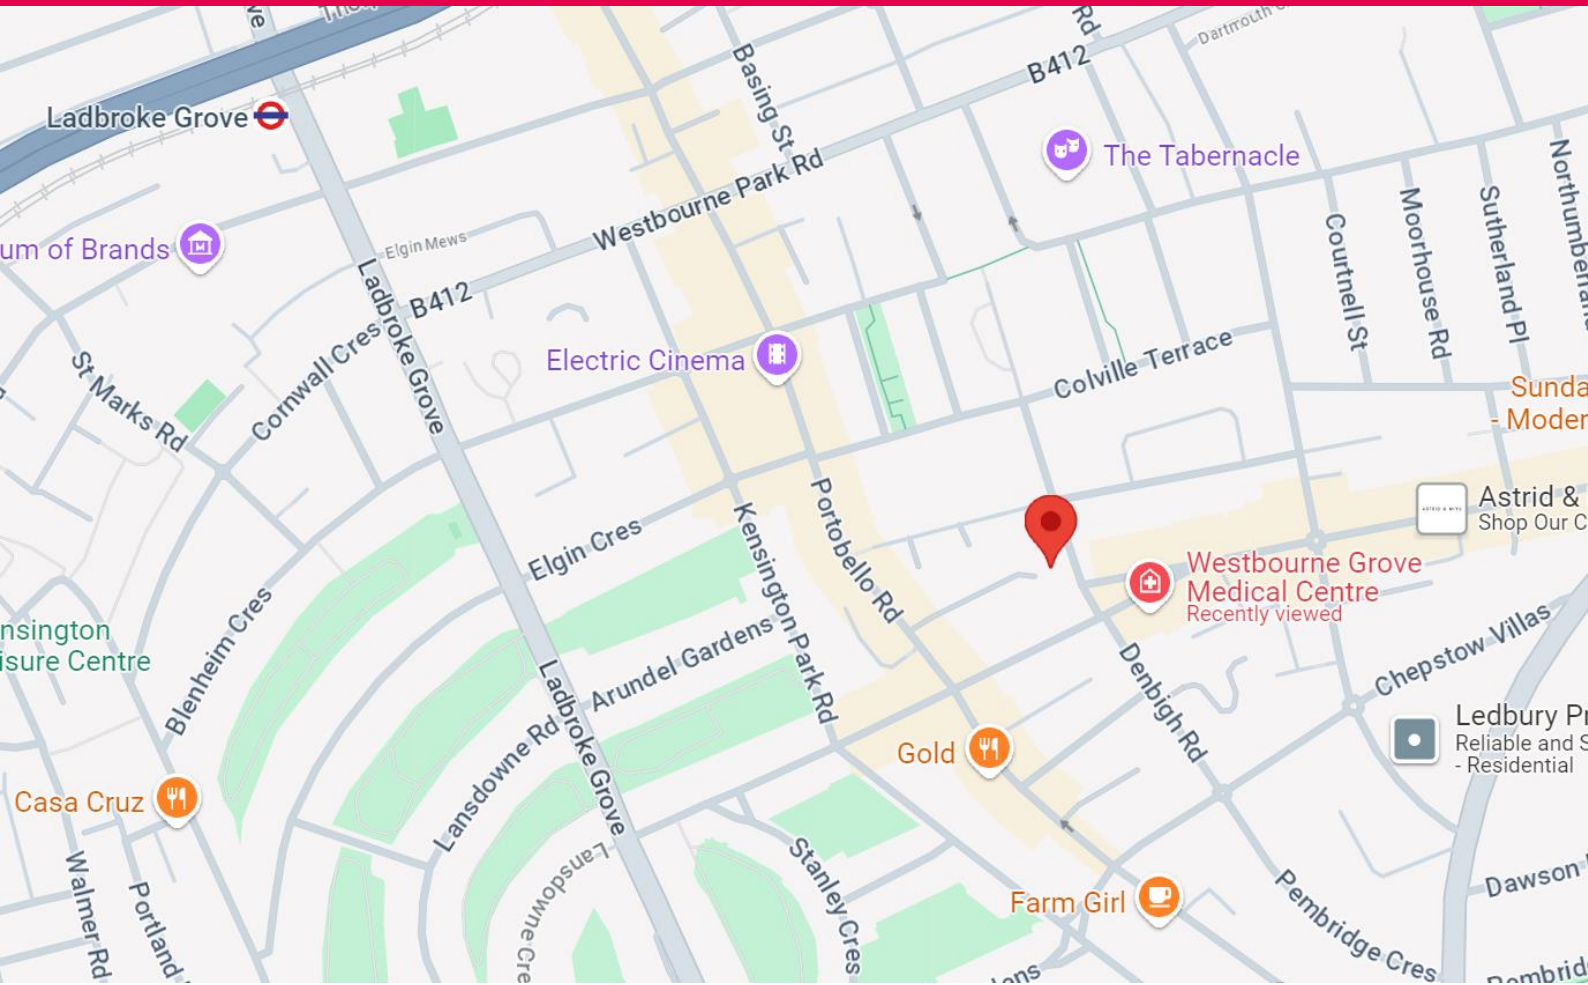 Basing St
B412
Dartmouth
Rd
Ladbroke Grove
The Tabernacle
Westbourne Park Rd
um of Brands
Elgin Mews
Ladbroke Grove
B412
Courtnell St
Moorhouse Rd
Sutherland Pl
Electric Cinema
Cornwall Cres
St Marks Rd
Colville Terrace
Sunda
- Moder
Astrid &
Shop Our C
ASTRID & MIYU
Kensington Park Rd
Portobello Rd
Elgin Cres
Westbourne Grove
Medical Centre
Recently viewed
nsington
isure Centre
Blenheim Cres
Arundel Gardens
Chepstow Villas
Denbigh Rd
Ladbroke Grove
Lansdowne Rd
Gold
Ledbury Pr
Reliable and S
- Residential
Casa Cruz
Lansdowne Cre
Stanley Cres
Walmer Rd
Portland
Farm Girl
Pembridge Cres
Dawson
ens